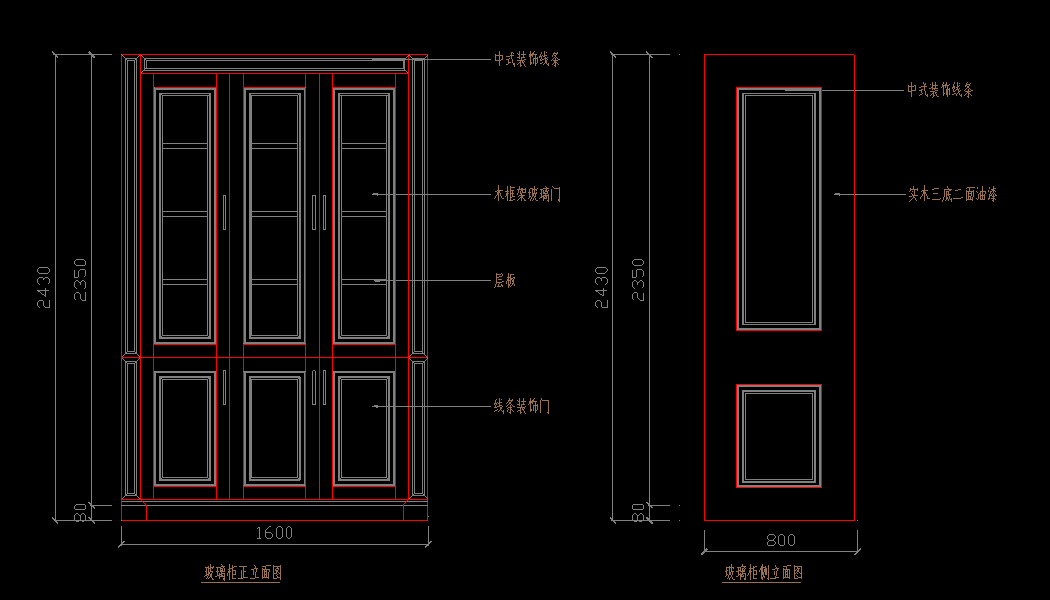 中式装饰线条
木框架玻璃门
层板
线条装饰门
2430
2350
80
1600
玻璃柜正立面图
中式装饰线条
实木三底二面油漆
2430
2350
80
800
玻璃柜侧立面图